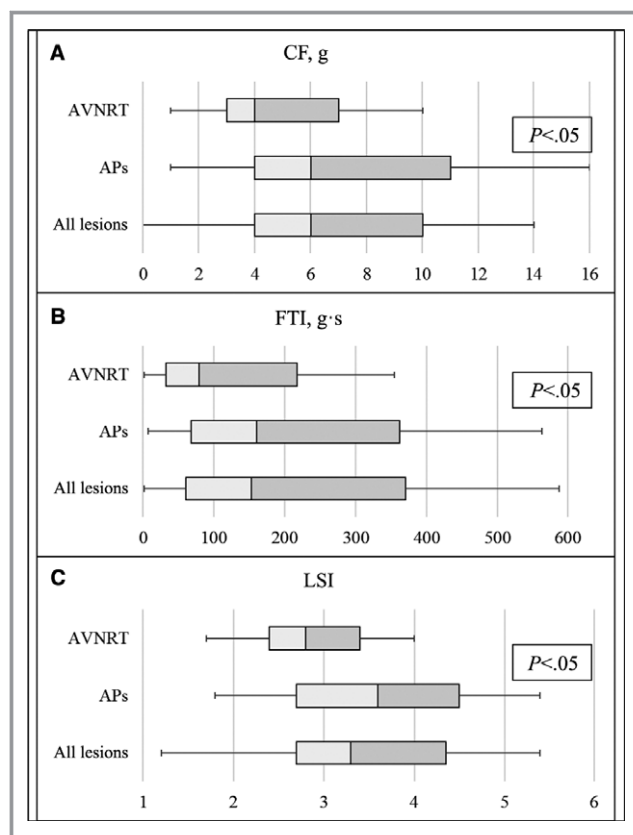 A
CF, g
AVNRT
P<.05
APs
All lesions
0 2 4 6 8 10 12 14 16
B
FTI, g·s
AVNRT
P<.05
APs
All lesions
0 100 200 300 400 500 600
C
LSI
AVNRT
P<.05
APs
All lesions
1 2 3 4 5 6